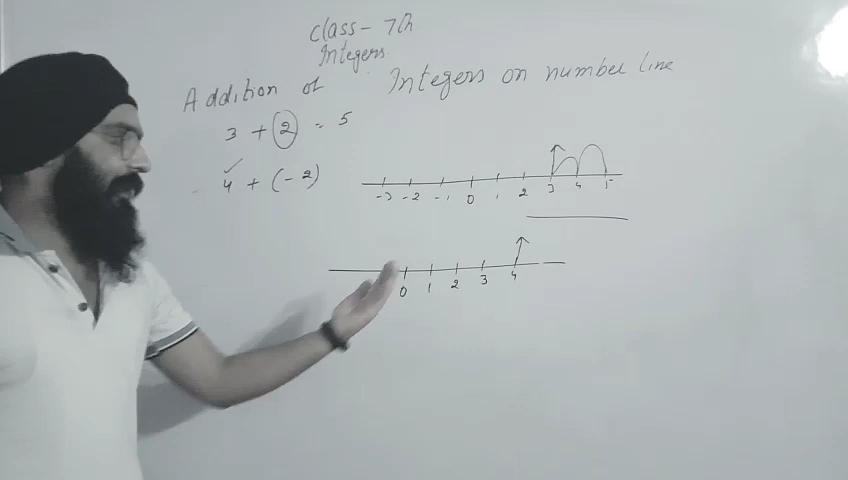 Class - 7th
Integers
Addition of Integers on number line
3 + 2 = 5
4 + (-2)
-3 -2 -1 0 1 2 3 4 5
0 1 2 3 4